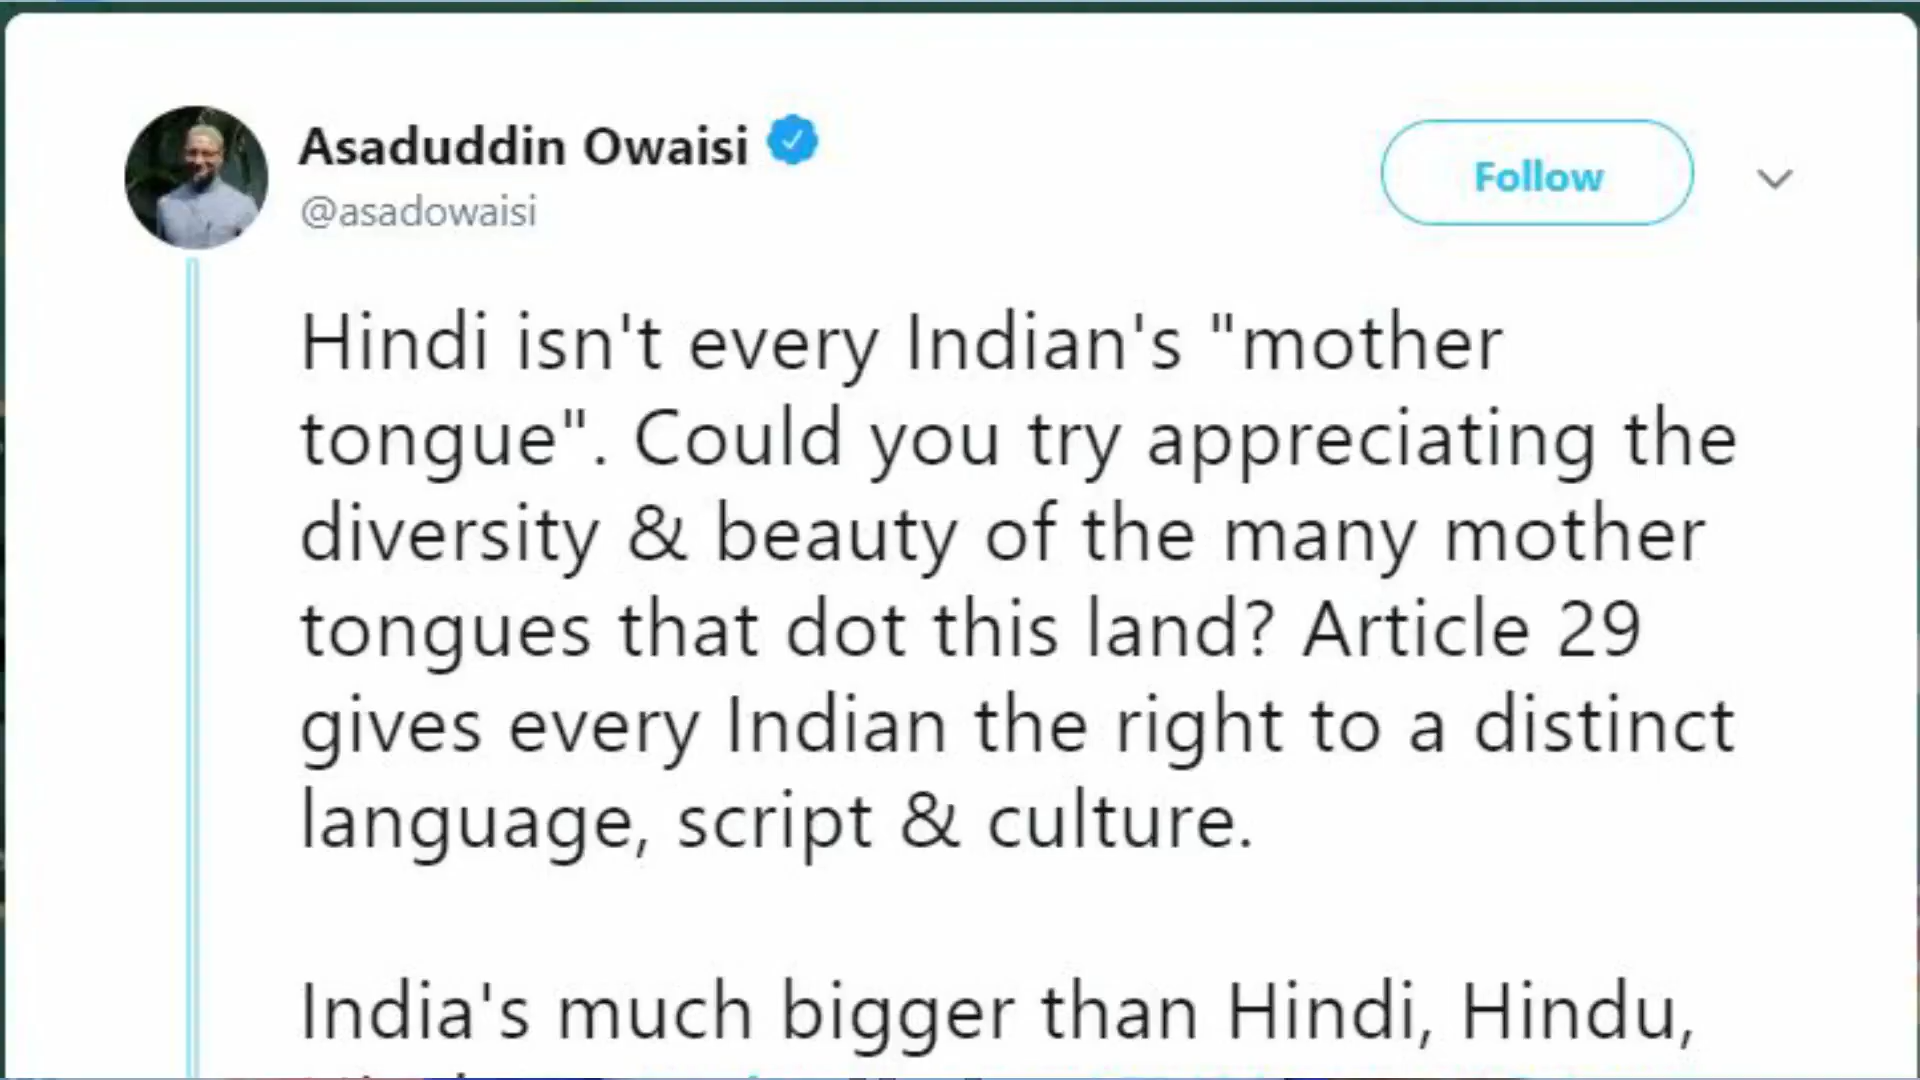 Asaduddin Owaisi
@asadowaisi
Follow
Hindi isn't every Indian's "mother
tongue". Could you try appreciating the
diversity & beauty of the many mother
tongues that dot this land? Article 29
gives every Indian the right to a distinct
language, script & culture.
India's much bigger than Hindi, Hindu,